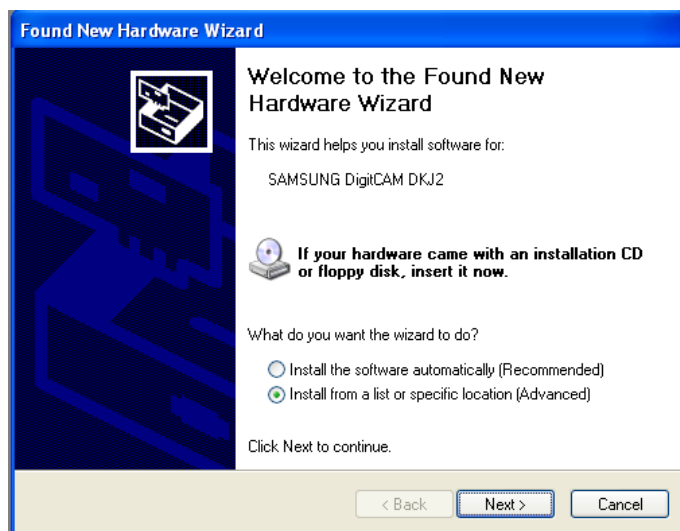 Found New Hardware Wizard
Welcome to the Found New
Hardware Wizard
This wizard helps you install software for:
SAMSUNG DigitCAM DKJ2
If your hardware came with an installation CD
or floppy disk, insert it now.
What do you want the wizard to do?
Install the software automatically (Recommended)
Install from a list or specific location (Advanced)
Click Next to continue.
< Back
Next >
Cancel